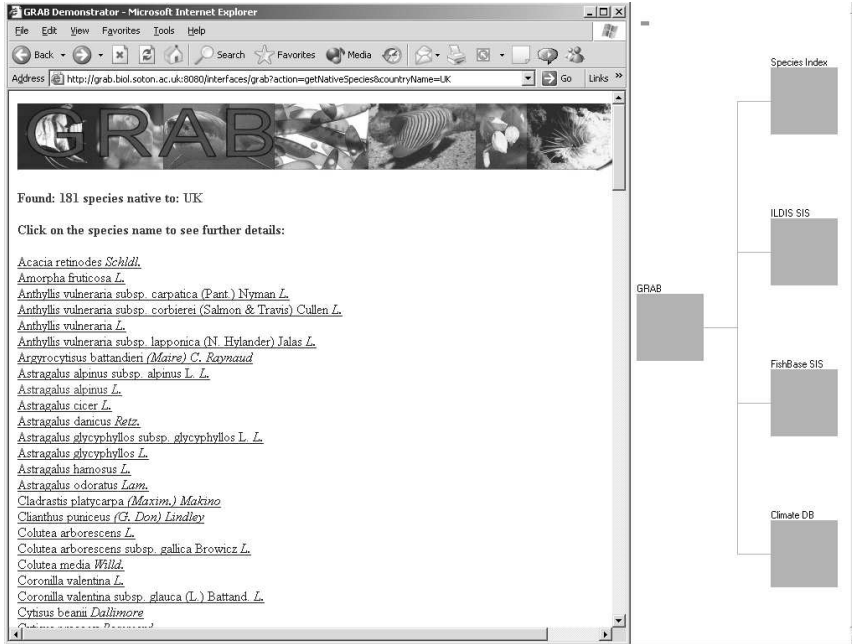 GRAB Demonstrator - Microsoft Internet Explorer
File Edit View Favorites Tools Help
Back Search Favorites Media
Address http://grab.biol.soton.ac.uk:8080/interfaces/grab?action=getNativeSpecies&countryName=UK Go Links »
GRAB
Found: 181 species native to: UK
Click on the species name to see further details:
Acacia retinodes Schldl.
Amorpha fruticosa L.
Anthyllis vulneraria subsp. carpatica (Pant.) Nyman L.
Anthyllis vulneraria subsp. corbierei (Salmon & Travis) Cullen L.
Anthyllis vulneraria L.
Anthyllis vulneraria subsp. lapponica (N. Hylander) Jalas L.
Argyrocytisus battandieri (Maire) C. Raynaud
Astragalus alpinus subsp. alpinus L. L.
Astragalus alpinus L.
Astragalus cicer L.
Astragalus danicus Retz.
Astragalus glycyphyllos subsp. glycyphyllos L. L.
Astragalus glycyphyllos L.
Astragalus hamosus L.
Astragalus odoratus Lam.
Cladrastis platycarpa (Maxim.) Makino
Clianthus puniceus (G. Don) Lindley
Colutea arborescens L.
Colutea arborescens subsp. gallica Browicz L.
Colutea media Willd.
Coronilla valentina L.
Coronilla valentina subsp. glauca (L.) Battand. L.
Cytisus beanii Dallimore
Species Index
ILDIS SIS
GRAB
FishBase SIS
Climate DB